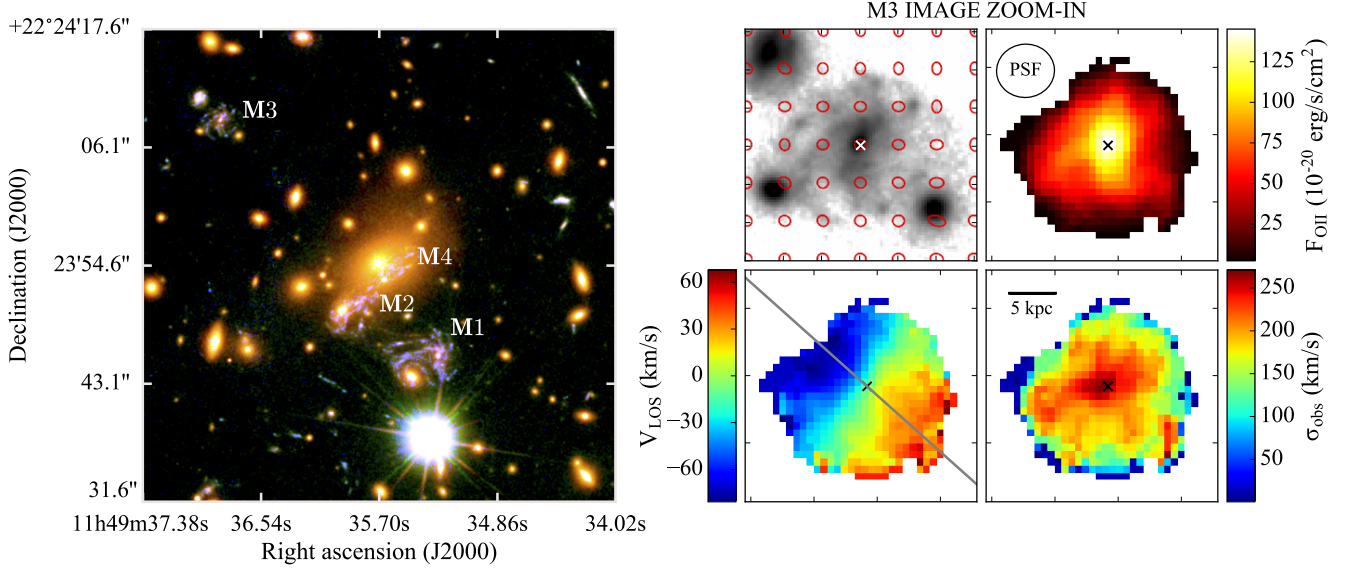 M3 IMAGE ZOOM-IN
+22°24'17.6"
06.1"
23'54.6"
43.1"
31.6"
Declination (J2000)
M3
M4
M2
M1
11h49m37.38s 36.54s 35.70s 34.86s 34.02s
Right ascension (J2000)
PSF
125
100
75
50
25
F_OII (10^-20 erg/s/cm^2)
60
30
0
−30
−60
V_LOS (km/s)
5 kpc
250
200
150
100
50
σ_obs (km/s)